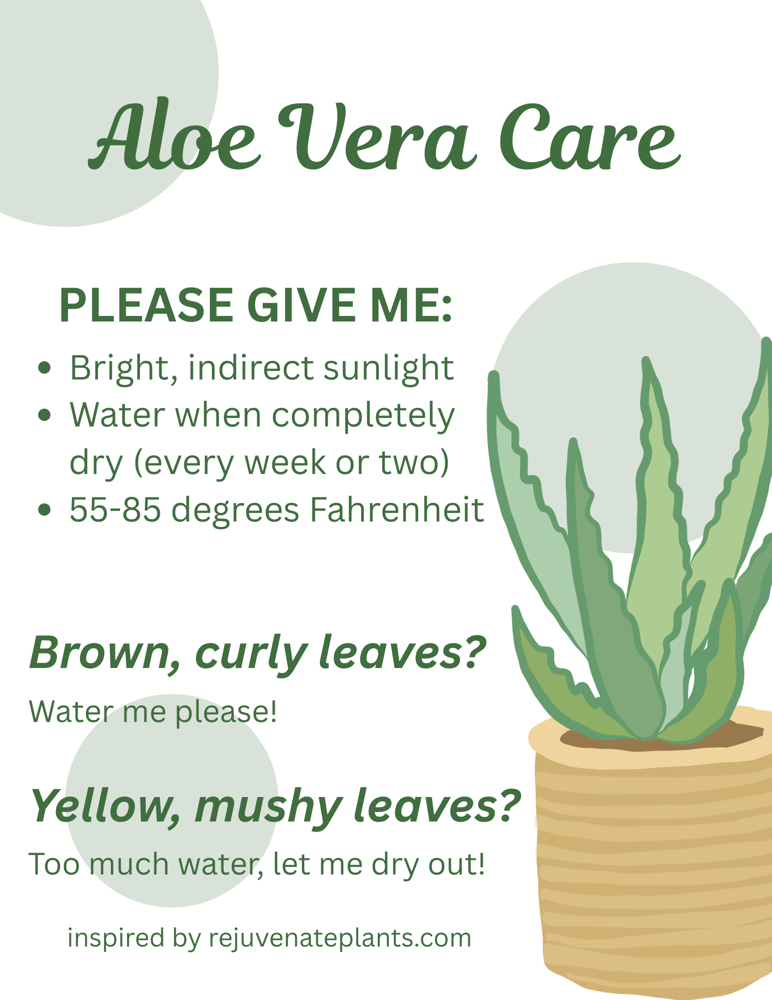 Aloe Vera Care
PLEASE GIVE ME:
• Bright, indirect sunlight
• Water when completely
dry (every week or two)
• 55-85 degrees Fahrenheit
Brown, curly leaves?
Water me please!
Yellow, mushy leaves?
Too much water, let me dry out!
inspired by rejuvenateplants.com